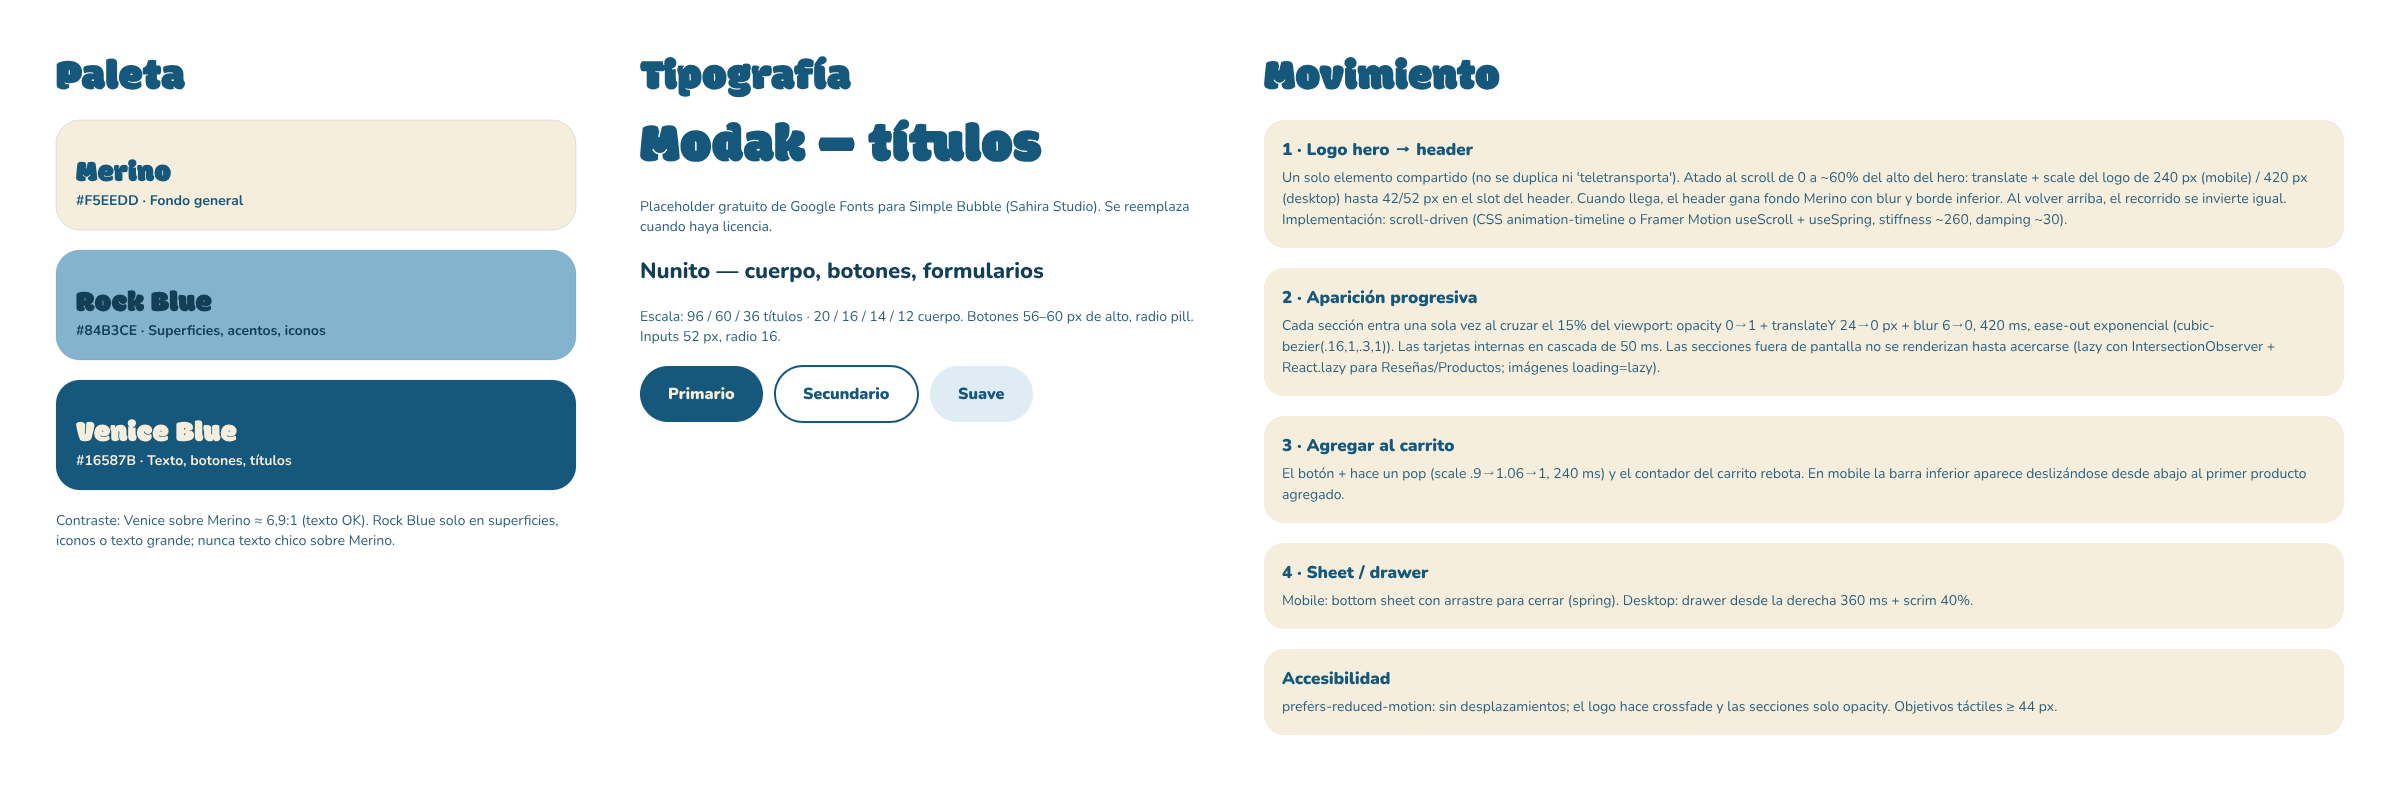 Paleta
Merino
#F5EEDD · Fondo general
Rock Blue
#84B3CE · Superficies, acentos, iconos
Venice Blue
#16587B · Texto, botones, títulos
Contraste: Venice sobre Merino ≈ 6,9:1 (texto OK). Rock Blue solo en superficies,
iconos o texto grande; nunca texto chico sobre Merino.
Tipografía
Modak — títulos
Placeholder gratuito de Google Fonts para Simple Bubble (Sahira Studio). Se reemplaza
cuando haya licencia.
Nunito — cuerpo, botones, formularios
Escala: 96 / 60 / 36 títulos · 20 / 16 / 14 / 12 cuerpo. Botones 56–60 px de alto, radio pill.
Inputs 52 px, radio 16.
Primario
Secundario
Suave
Movimiento
1 · Logo hero → header
Un solo elemento compartido (no se duplica ni 'teletransporta'). Atado al scroll de 0 a ~60% del alto del hero: translate + scale del logo de 240 px (mobile) / 420 px
(desktop) hasta 42/52 px en el slot del header. Cuando llega, el header gana fondo Merino con blur y borde inferior. Al volver arriba, el recorrido se invierte igual.
Implementación: scroll-driven (CSS animation-timeline o Framer Motion useScroll + useSpring, stiffness ~260, damping ~30).
2 · Aparición progresiva
Cada sección entra una sola vez al cruzar el 15% del viewport: opacity 0→1 + translateY 24→0 px + blur 6→0, 420 ms, ease-out exponencial (cubic-
bezier(.16,1,.3,1)). Las tarjetas internas en cascada de 50 ms. Las secciones fuera de pantalla no se renderizan hasta acercarse (lazy con IntersectionObserver +
React.lazy para Reseñas/Productos; imágenes loading=lazy).
3 · Agregar al carrito
El botón + hace un pop (scale .9→1.06→1, 240 ms) y el contador del carrito rebota. En mobile la barra inferior aparece deslizándose desde abajo al primer producto
agregado.
4 · Sheet / drawer
Mobile: bottom sheet con arrastre para cerrar (spring). Desktop: drawer desde la derecha 360 ms + scrim 40%.
Accesibilidad
prefers-reduced-motion: sin desplazamientos; el logo hace crossfade y las secciones solo opacity. Objetivos táctiles ≥ 44 px.